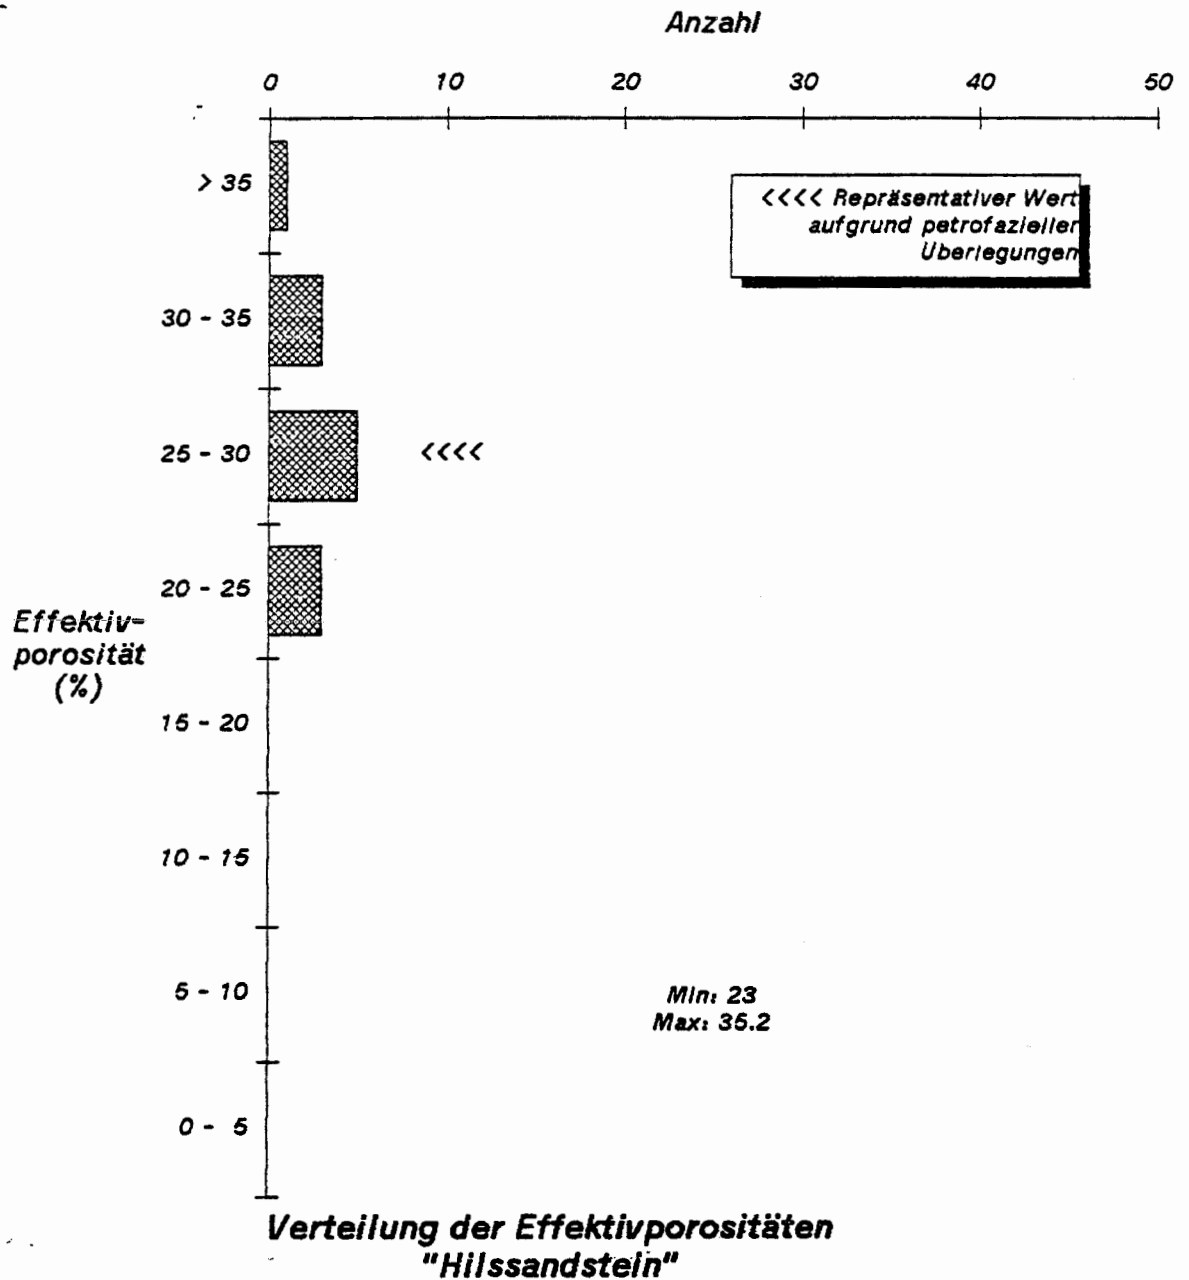 Anzahl
0 10 20 30 40 50
> 35
<<<< Repräsentativer Wert
aufgrund petrofazieller
Überlegungen
30 - 35
25 - 30 <<<<
20 - 25
Effektiv-
porosität
(%)
15 - 20
10 - 15
5 - 10
Min: 23
Max: 35.2
0 - 5
Verteilung der Effektivporositäten
"Hilssandstein"